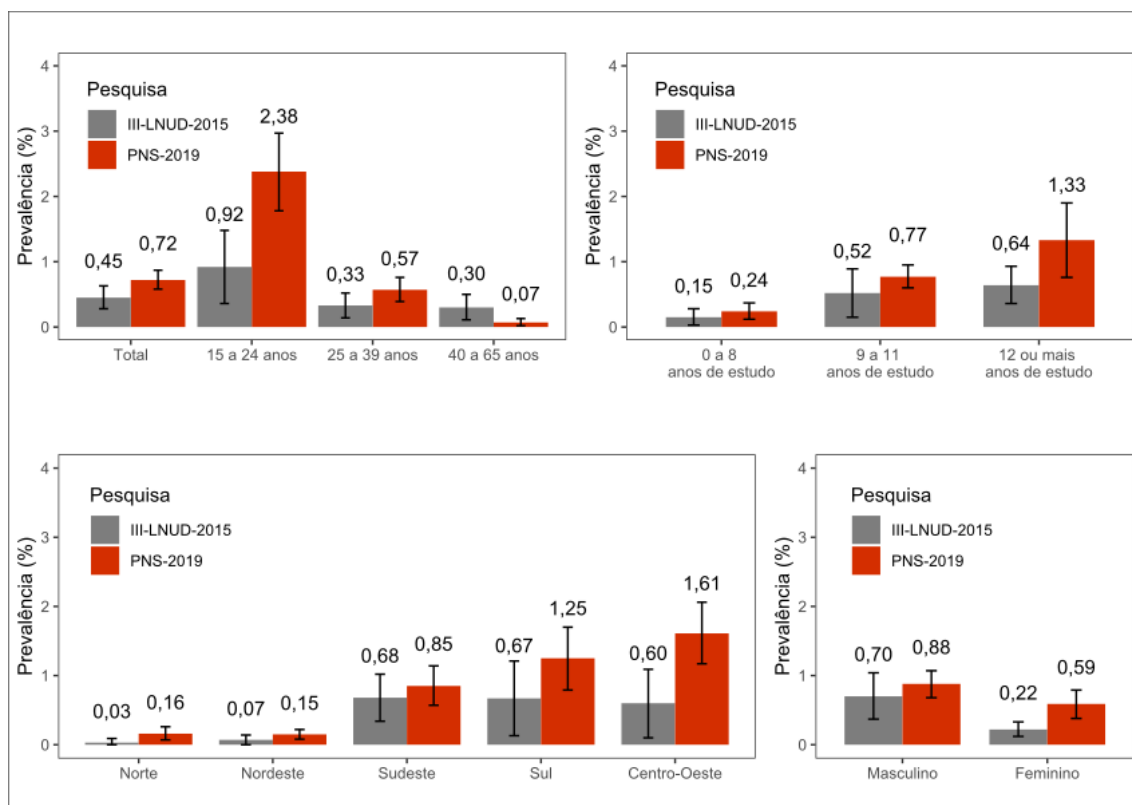 Prevalência (%)
4
3
2
1
0
Pesquisa
III-LNUD-2015
PNS-2019
0,45
0,72
0,92
2,38
0,33
0,57
0,30
0,07
Total
15 a 24 anos
25 a 39 anos
40 a 65 anos
Prevalência (%)
4
3
2
1
0
Pesquisa
III-LNUD-2015
PNS-2019
0,15
0,24
0,52
0,77
0,64
1,33
0 a 8
anos de estudo
9 a 11
anos de estudo
12 ou mais
anos de estudo
Prevalência (%)
4
3
2
1
0
Pesquisa
III-LNUD-2015
PNS-2019
0,03
0,16
0,07
0,15
0,68
0,85
0,67
1,25
0,60
1,61
Norte
Nordeste
Sudeste
Sul
Centro-Oeste
Prevalência (%)
4
3
2
1
0
Pesquisa
III-LNUD-2015
PNS-2019
0,70
0,88
0,22
0,59
Masculino
Feminino